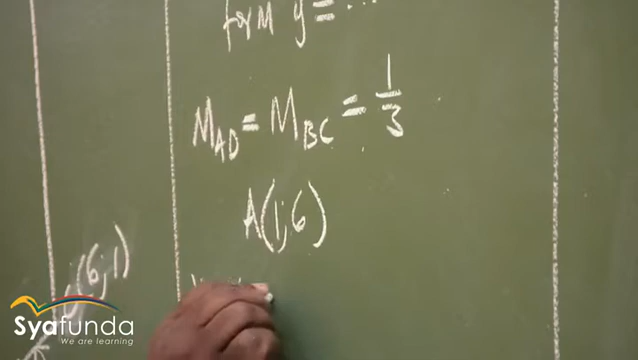 form y = ...
M_AD = M_BC = 1/3
A(1;6)
(6;1)
Syafunda
We are learning